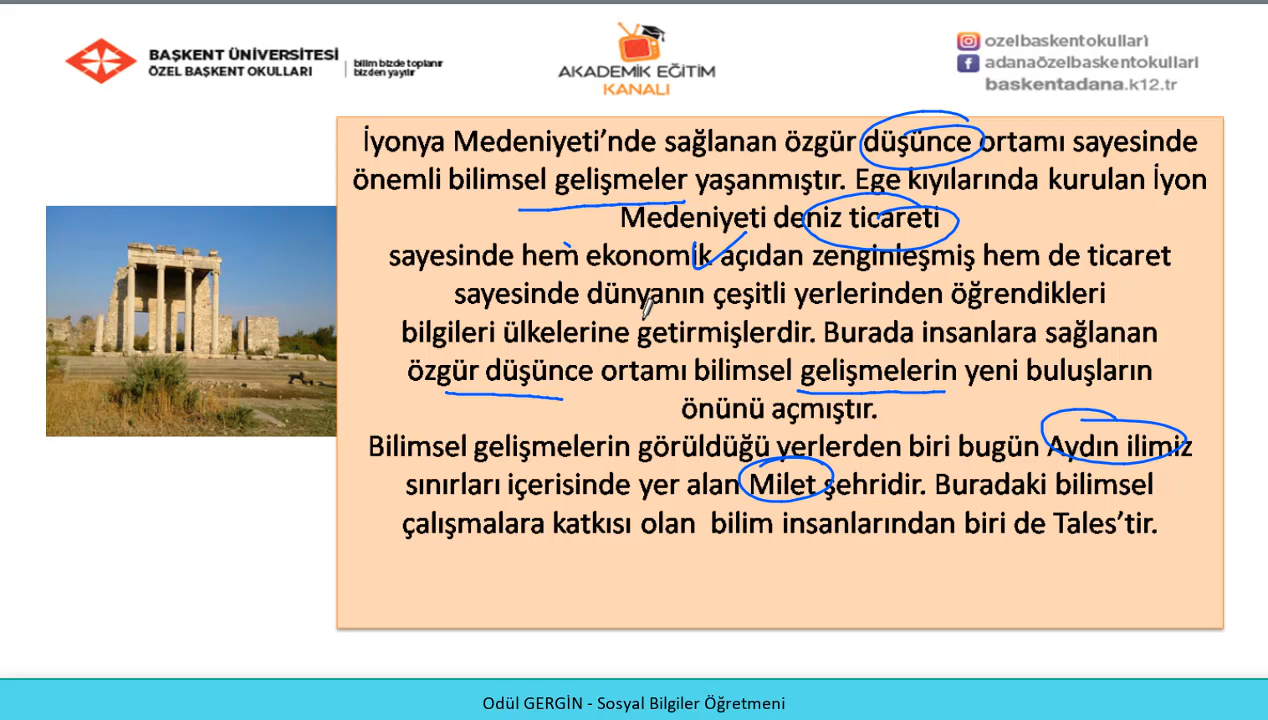 BAŞKENT ÜNİVERSİTESİ
ÖZEL BAŞKENT OKULLARI
bilim bizde toplanır
bizden yayılır
AKADEMİK EĞİTİM
KANALI
ozelbaskentokulları
adanaözelbaskentokullari
baskentadana.k12.tr
İyonya Medeniyeti’nde sağlanan özgür düşünce ortamı sayesinde
önemli bilimsel gelişmeler yaşanmıştır. Ege kıyılarında kurulan İyon
Medeniyeti deniz ticareti
sayesinde hem ekonomik açıdan zenginleşmiş hem de ticaret
sayesinde dünyanın çeşitli yerlerinden öğrendikleri
bilgileri ülkelerine getirmişlerdir. Burada insanlara sağlanan
özgür düşünce ortamı bilimsel gelişmelerin yeni buluşların
önünü açmıştır.
Bilimsel gelişmelerin görüldüğü yerlerden biri bugün Aydın ilimiz
sınırları içerisinde yer alan Milet şehridir. Buradaki bilimsel
çalışmalara katkısı olan bilim insanlarından biri de Tales’tir.
Odül GERGİN - Sosyal Bilgiler Öğretmeni